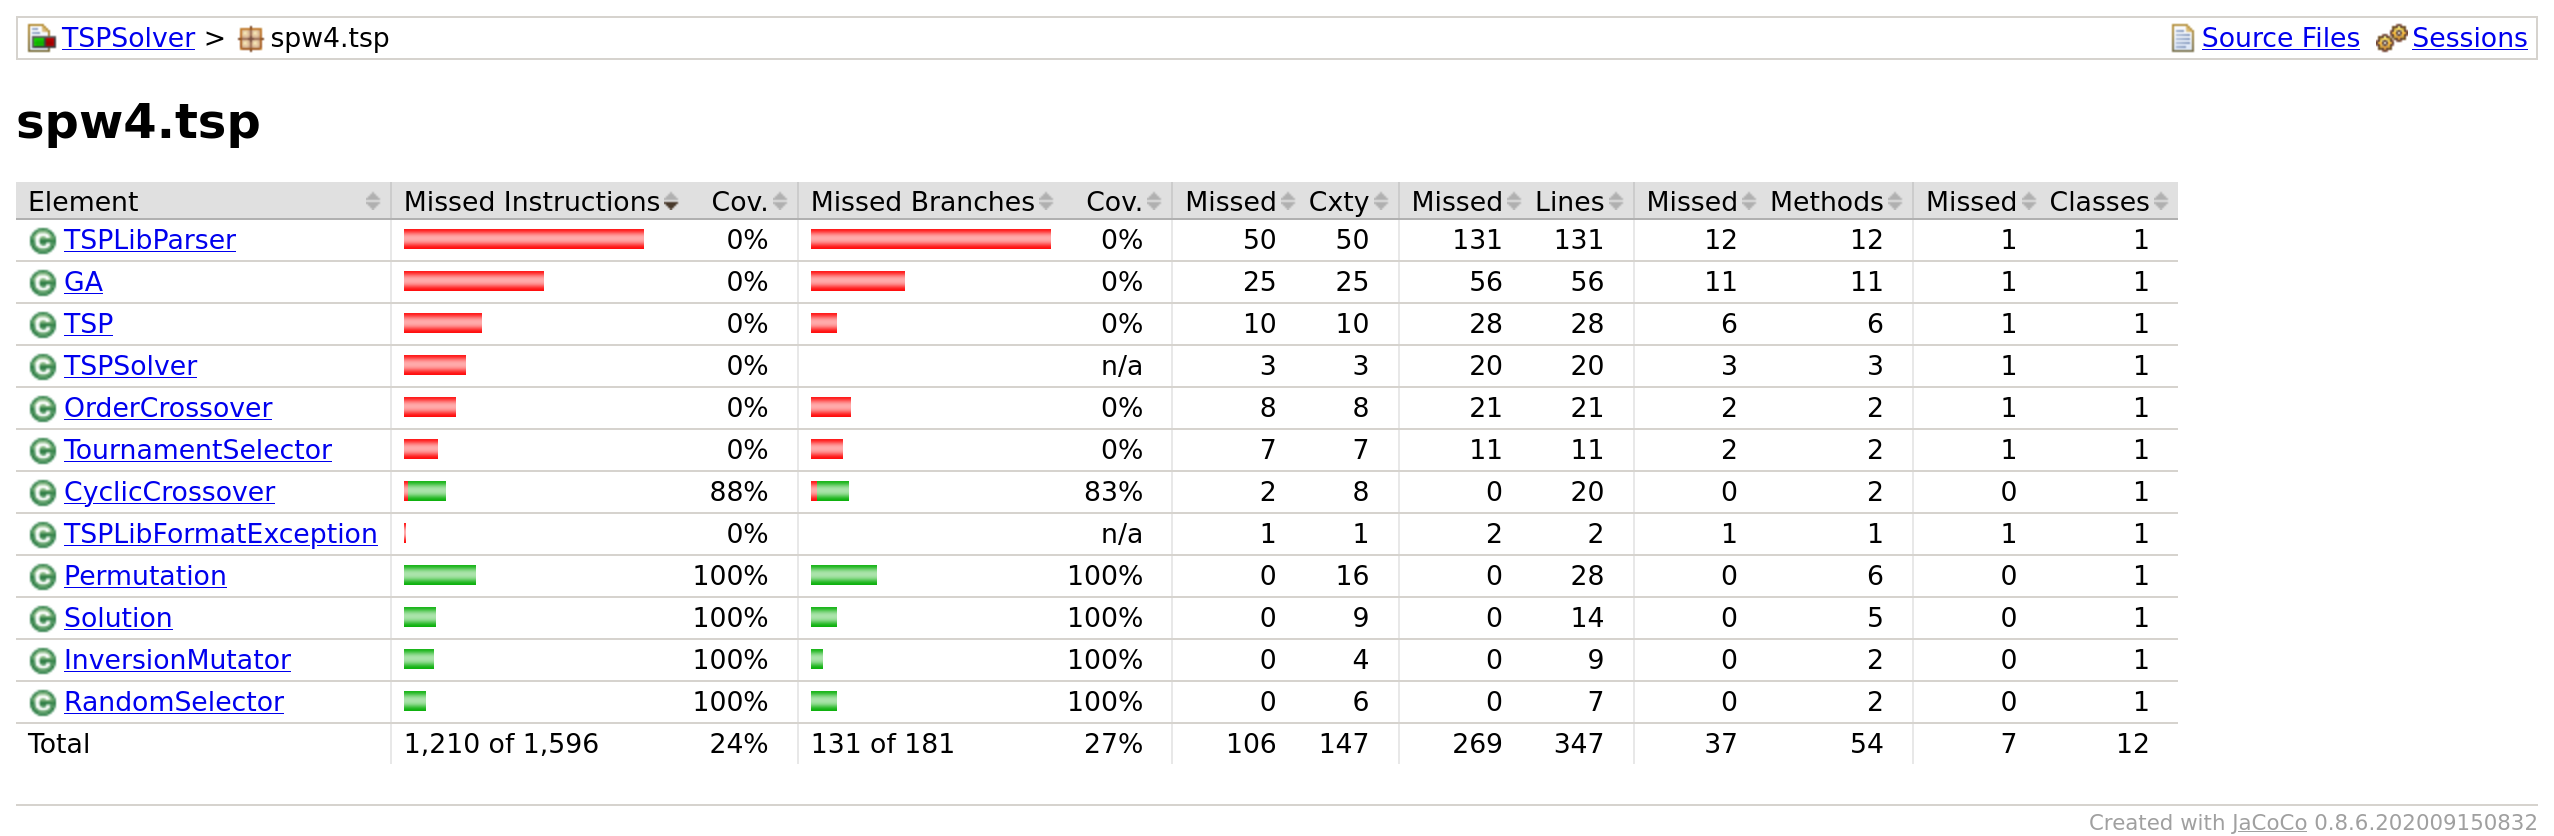 TSPSolver > spw4.tsp Source Files Sessions
spw4.tsp
Element Missed Instructions Cov. Missed Branches Cov. Missed Cxty Missed Lines Missed Methods Missed Classes
TSPLibParser 0% 0% 50 50 131 131 12 12 1 1
GA 0% 0% 25 25 56 56 11 11 1 1
TSP 0% 0% 10 10 28 28 6 6 1 1
TSPSolver 0% n/a 3 3 20 20 3 3 1 1
OrderCrossover 0% 0% 8 8 21 21 2 2 1 1
TournamentSelector 0% 0% 7 7 11 11 2 2 1 1
CyclicCrossover 88% 83% 2 8 0 20 0 2 0 1
TSPLibFormatException 0% n/a 1 1 2 2 1 1 1 1
Permutation 100% 100% 0 16 0 28 0 6 0 1
Solution 100% 100% 0 9 0 14 0 5 0 1
InversionMutator 100% 100% 0 4 0 9 0 2 0 1
RandomSelector 100% 100% 0 6 0 7 0 2 0 1
Total 1,210 of 1,596 24% 131 of 181 27% 106 147 269 347 37 54 7 12
Created with JaCoCo 0.8.6.202009150832